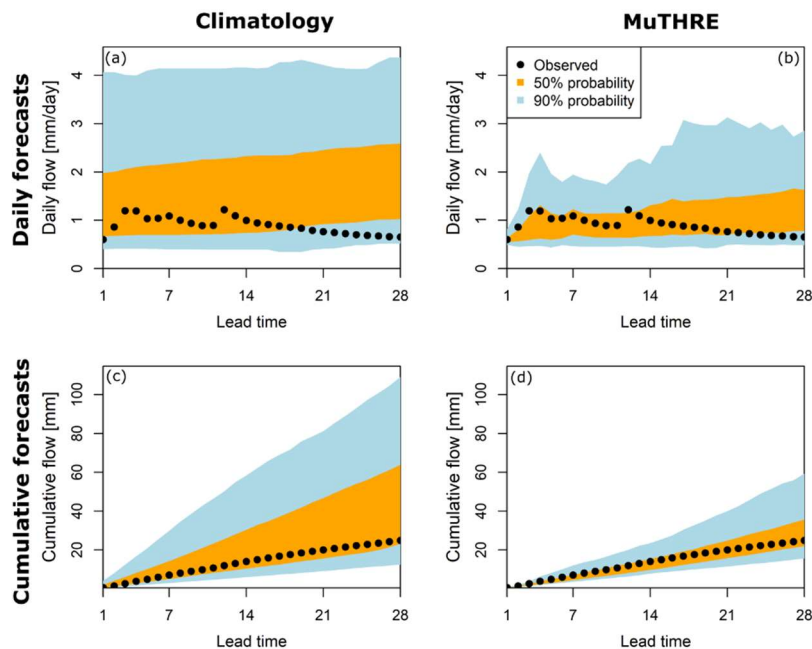 Climatology
MuTHRE
Daily forecasts
Daily flow [mm/day]
(a)
0 1 2 3 4
1 7 14 21 28
Lead time
Daily flow [mm/day]
(b)
Observed
50% probability
90% probability
0 1 2 3 4
1 7 14 21 28
Lead time
Cumulative forecasts
Cumulative flow [mm]
(c)
20 40 60 80 100
1 7 14 21 28
Lead time
Cumulative flow [mm]
(d)
20 40 60 80 100
1 7 14 21 28
Lead time